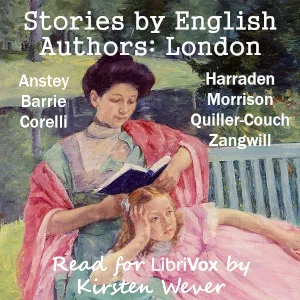 Stories by English
Authors: London
Anstey
Barrie
Corelli
Harraden
Morrison
Quiller-Couch
Zangwill
Read for LibriVox by
Kirsten Wever